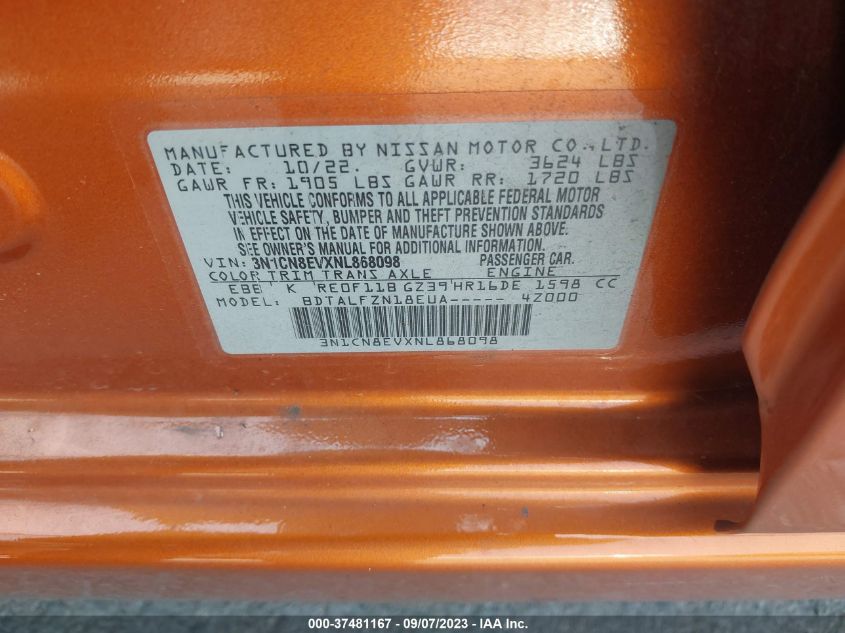 MANUFACTURED BY NISSAN MOTOR CO., LTD.
DATE: 10/22. GVWR: 3624 LBS
GAWR FR: 1905 LBS GAWR RR: 1720 LBS
THIS VEHICLE CONFORMS TO ALL APPLICABLE FEDERAL MOTOR
VEHICLE SAFETY, BUMPER AND THEFT PREVENTION STANDARDS
IN EFFECT ON THE DATE OF MANUFACTURE SHOWN ABOVE.
SEE OWNER'S MANUAL FOR ADDITIONAL INFORMATION.
VIN: 3N1CN8EVXNL868098 PASSENGER CAR.
COLOR TRIM TRANS AXLE ENGINE
EBB K RE0F11B GZ39 HR16DE 1598 CC
MODEL: BDTALFZN18EUA----- 4Z000
3N1CN8EVXNL868098
000-37481167 - 09/07/2023 - © IAA Inc.